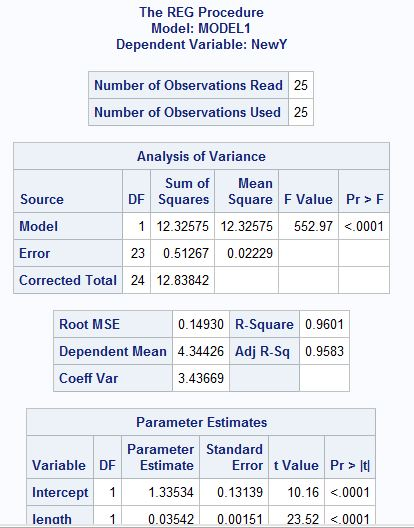 The REG Procedure
Model: MODEL1
Dependent Variable: NewY
Number of Observations Read 25
Number of Observations Used 25
Analysis of Variance
Source DF Sum of Squares Mean Square F Value Pr > F
Model 1 12.32575 12.32575 552.97 <.0001
Error 23 0.51267 0.02229
Corrected Total 24 12.83842
Root MSE 0.14930 R-Square 0.9601
Dependent Mean 4.34426 Adj R-Sq 0.9583
Coeff Var 3.43669
Parameter Estimates
Variable DF Parameter Estimate Standard Error t Value Pr > |t|
Intercept 1 1.33534 0.13139 10.16 <.0001
length 1 0.03542 0.00151 23.52 <.0001